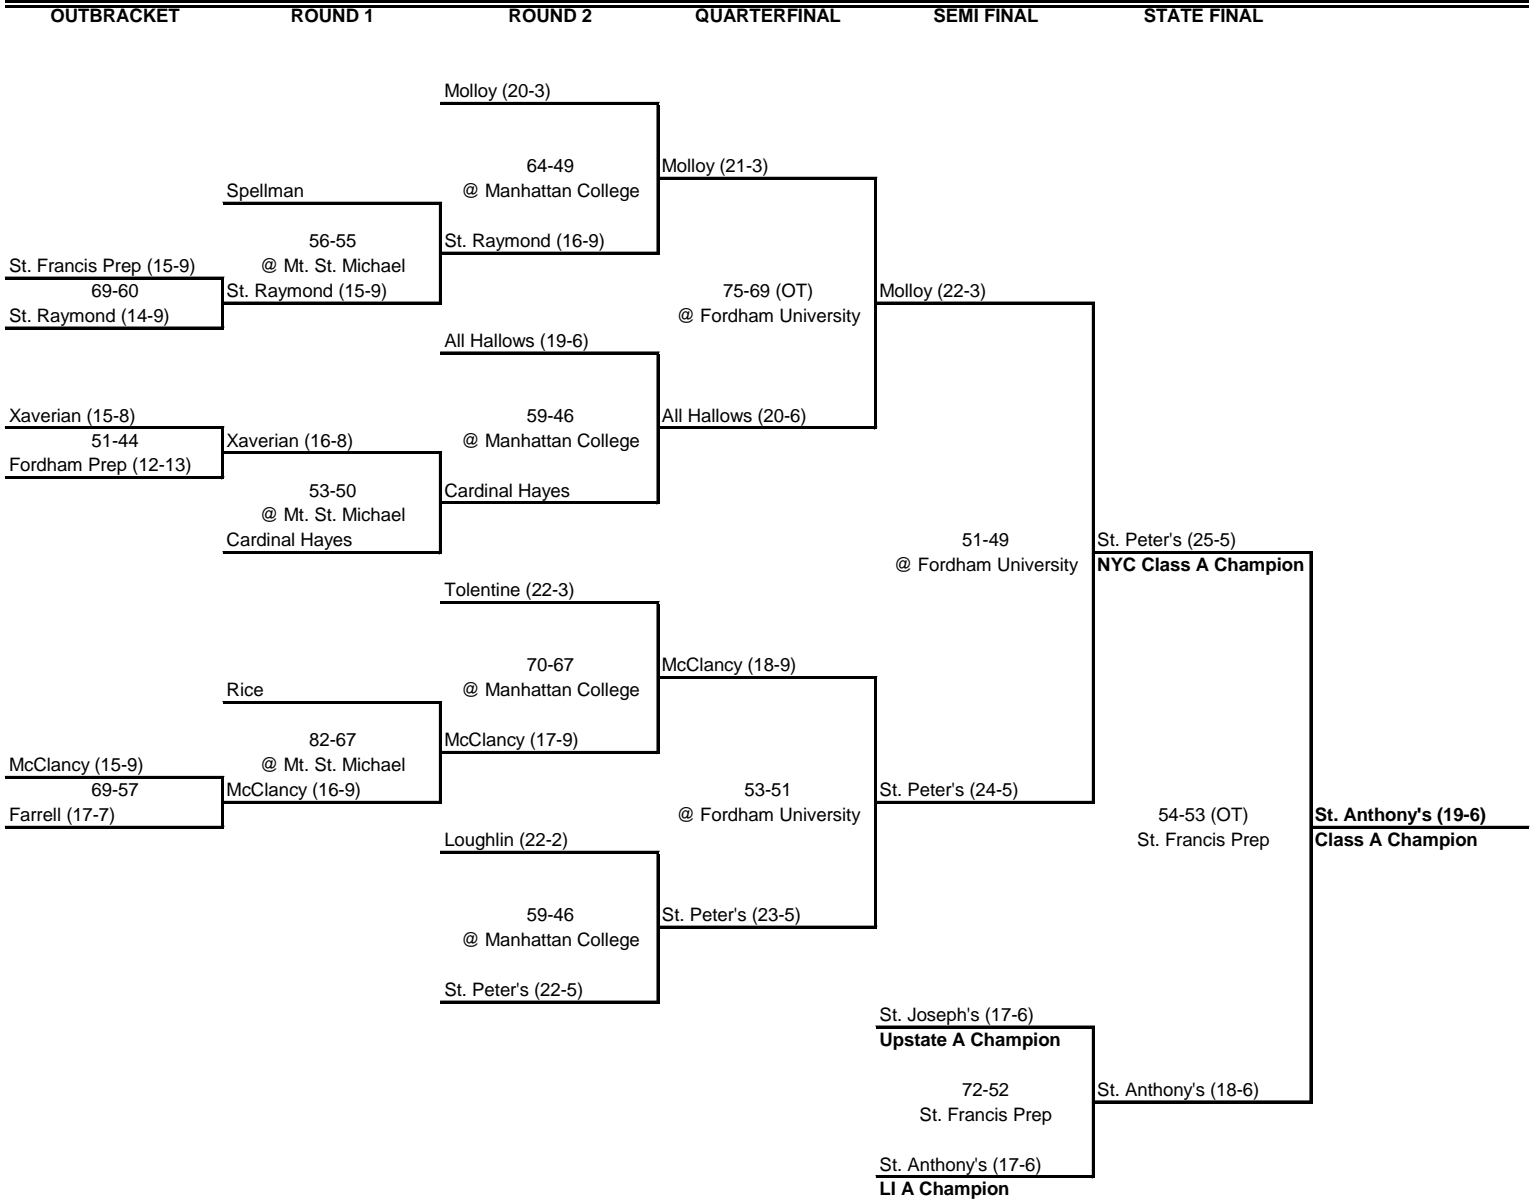 OUTBRACKET ROUND 1 ROUND 2 QUARTERFINAL SEMI FINAL STATE FINAL
Molloy (20-3)
64-49
@ Manhattan College
Molloy (21-3)
Spellman
56-55
@ Mt. St. Michael
St. Raymond (16-9)
St. Francis Prep (15-9)
69-60
St. Raymond (14-9)
St. Raymond (15-9)
75-69 (OT)
@ Fordham University
Molloy (22-3)
All Hallows (19-6)
59-46
@ Manhattan College
All Hallows (20-6)
Xaverian (15-8)
51-44
Fordham Prep (12-13)
Xaverian (16-8)
53-50
@ Mt. St. Michael
Cardinal Hayes
Cardinal Hayes
51-49
@ Fordham University
St. Peter's (25-5)
NYC Class A Champion
Tolentine (22-3)
70-67
@ Manhattan College
McClancy (18-9)
Rice
82-67
@ Mt. St. Michael
McClancy (17-9)
McClancy (15-9)
69-57
Farrell (17-7)
McClancy (16-9)
53-51
@ Fordham University
St. Peter's (24-5)
54-53 (OT)
St. Francis Prep
St. Anthony's (19-6)
Class A Champion
Loughlin (22-2)
59-46
@ Manhattan College
St. Peter's (23-5)
St. Peter's (22-5)
St. Joseph's (17-6)
Upstate A Champion
72-52
St. Francis Prep
St. Anthony's (18-6)
St. Anthony's (17-6)
LI A Champion